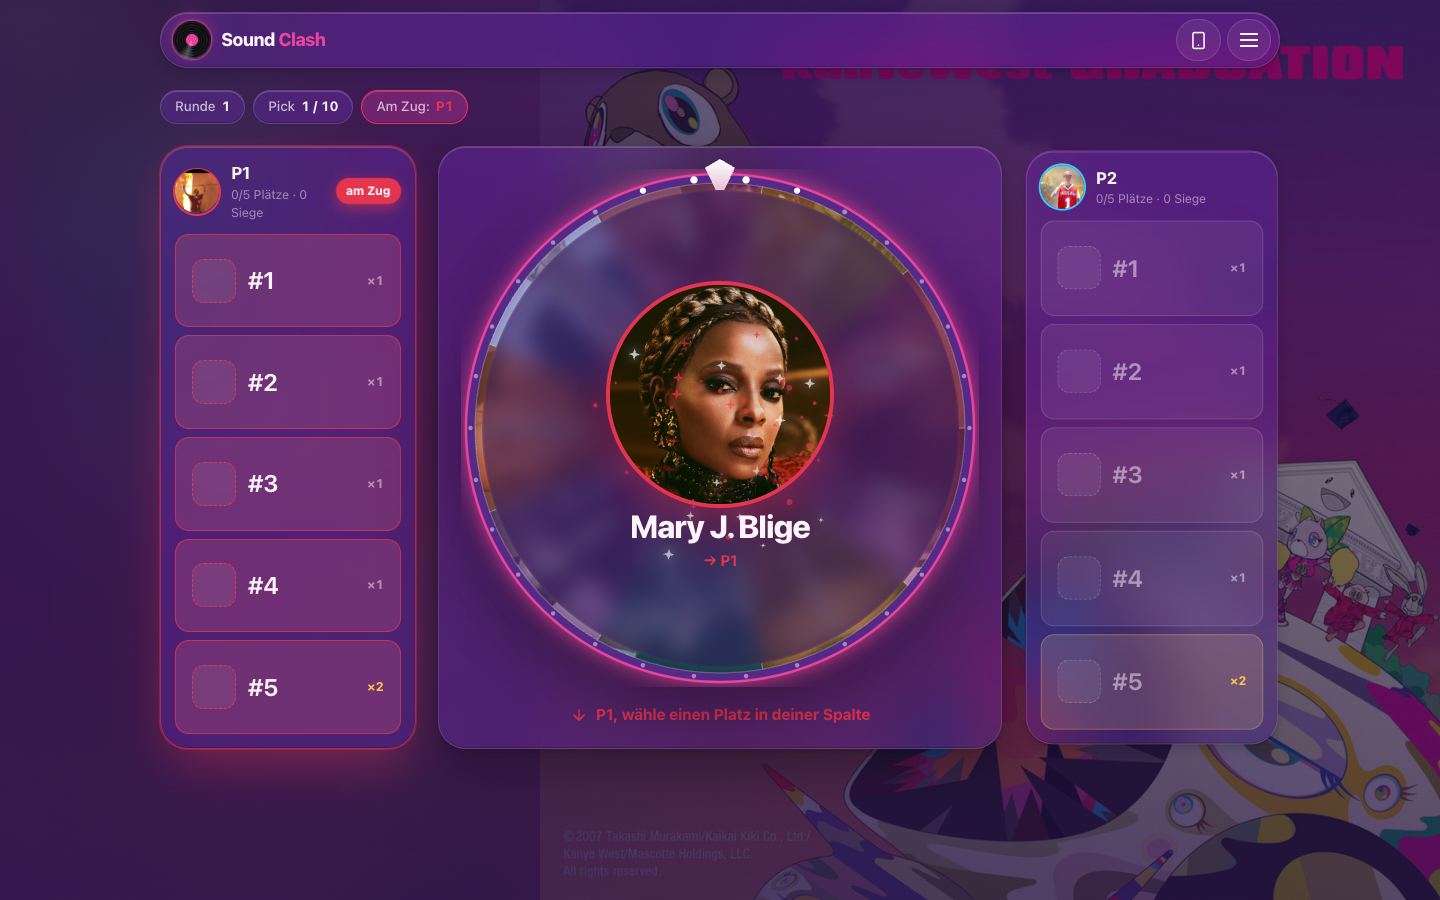 Sound Clash
KanyeWest GRADUATION
Runde 1
Pick 1 / 10
Am Zug: P1
P1
0/5 Plätze · 0
Siege
am Zug
#1 ×1
#2 ×1
#3 ×1
#4 ×1
#5 ×2
Mary J. Blige
→ P1
↓ P1, wähle einen Platz in deiner Spalte
P2
0/5 Plätze · 0 Siege
#1 ×1
#2 ×1
#3 ×1
#4 ×1
#5 ×2
©2007 Takashi Murakami/Kaikai Kiki Co., Ltd./
Kanye West/Mascotte Holdings, LLC.
All rights reserved.